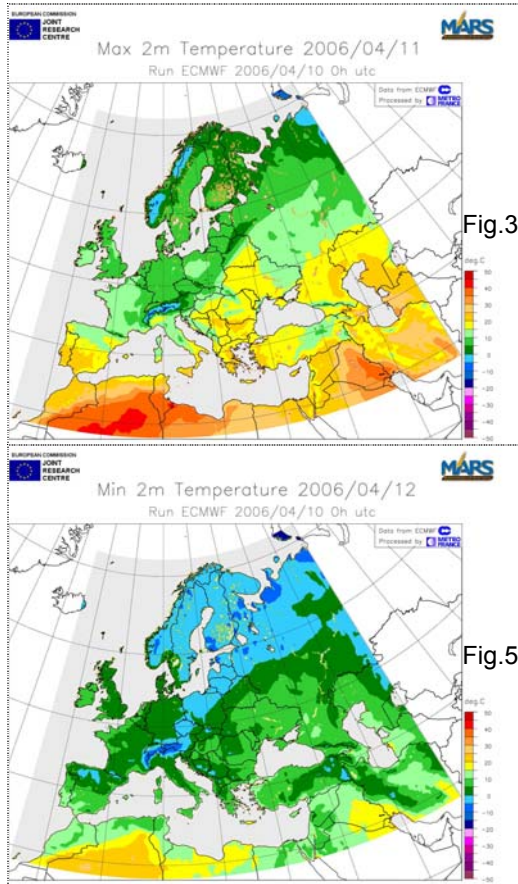 EUROPEAN COMMISSION
JOINT
RESEARCH
CENTRE
MARS
Max 2m Temperature 2006/04/11
Run ECMWF 2006/04/10 0h utc
Data from ECMWF
Processed by METEO FRANCE
Fig.3
deg.C
50
40
30
20
10
0
-10
-20
-30
-40
-50
EUROPEAN COMMISSION
JOINT
RESEARCH
CENTRE
MARS
Min 2m Temperature 2006/04/12
Run ECMWF 2006/04/10 0h utc
Data from ECMWF
Processed by METEO FRANCE
Fig.5
deg.C
50
40
30
20
10
0
-10
-20
-30
-40
-50